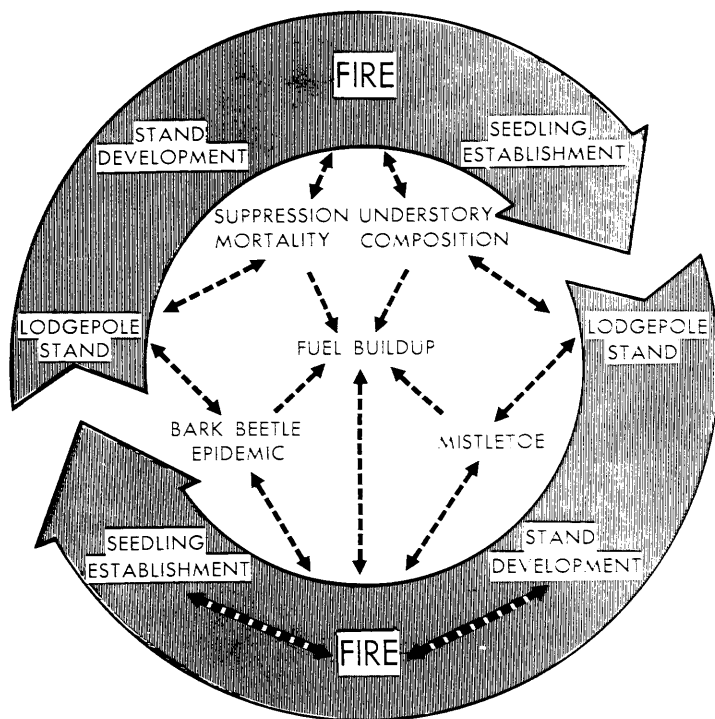 FIRE
STAND
DEVELOPMENT
SEEDLING
ESTABLISHMENT
SUPPRESSION
MORTALITY
UNDERSTORY
COMPOSITION
LODGEPOLE
STAND
FUEL BUILDUP
LODGEPOLE
STAND
BARK BEETLE
EPIDEMIC
MISTLETOE
SEEDLING
ESTABLISHMENT
STAND
DEVELOPMENT
FIRE